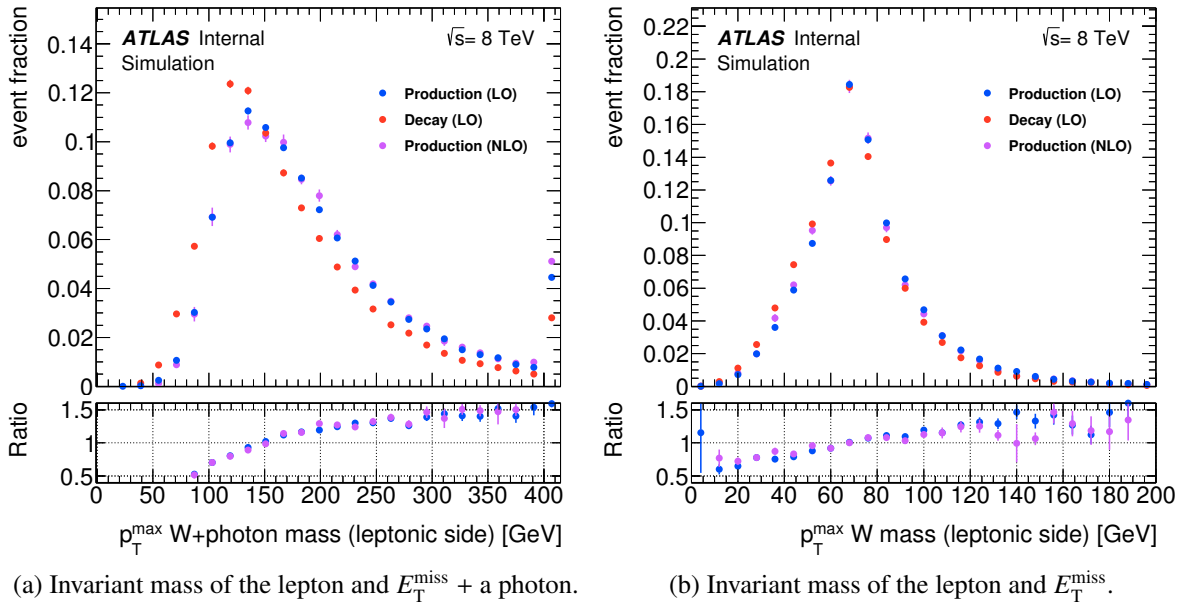 event fraction
0.14
0.12
0.1
0.08
0.06
0.04
0.02
0
ATLAS Internal
Simulation
√s= 8 TeV
Production (LO)
Decay (LO)
Production (NLO)
Ratio
1.5
1
0.5
0 50 100 150 200 250 300 350 400
p_T^max W+photon mass (leptonic side) [GeV]
(a) Invariant mass of the lepton and E_T^miss + a photon.
event fraction
0.22
0.2
0.18
0.16
0.14
0.12
0.1
0.08
0.06
0.04
0.02
0
ATLAS Internal
Simulation
√s= 8 TeV
Production (LO)
Decay (LO)
Production (NLO)
Ratio
1.5
1
0.5
0 20 40 60 80 100 120 140 160 180 200
p_T^max W mass (leptonic side) [GeV]
(b) Invariant mass of the lepton and E_T^miss.